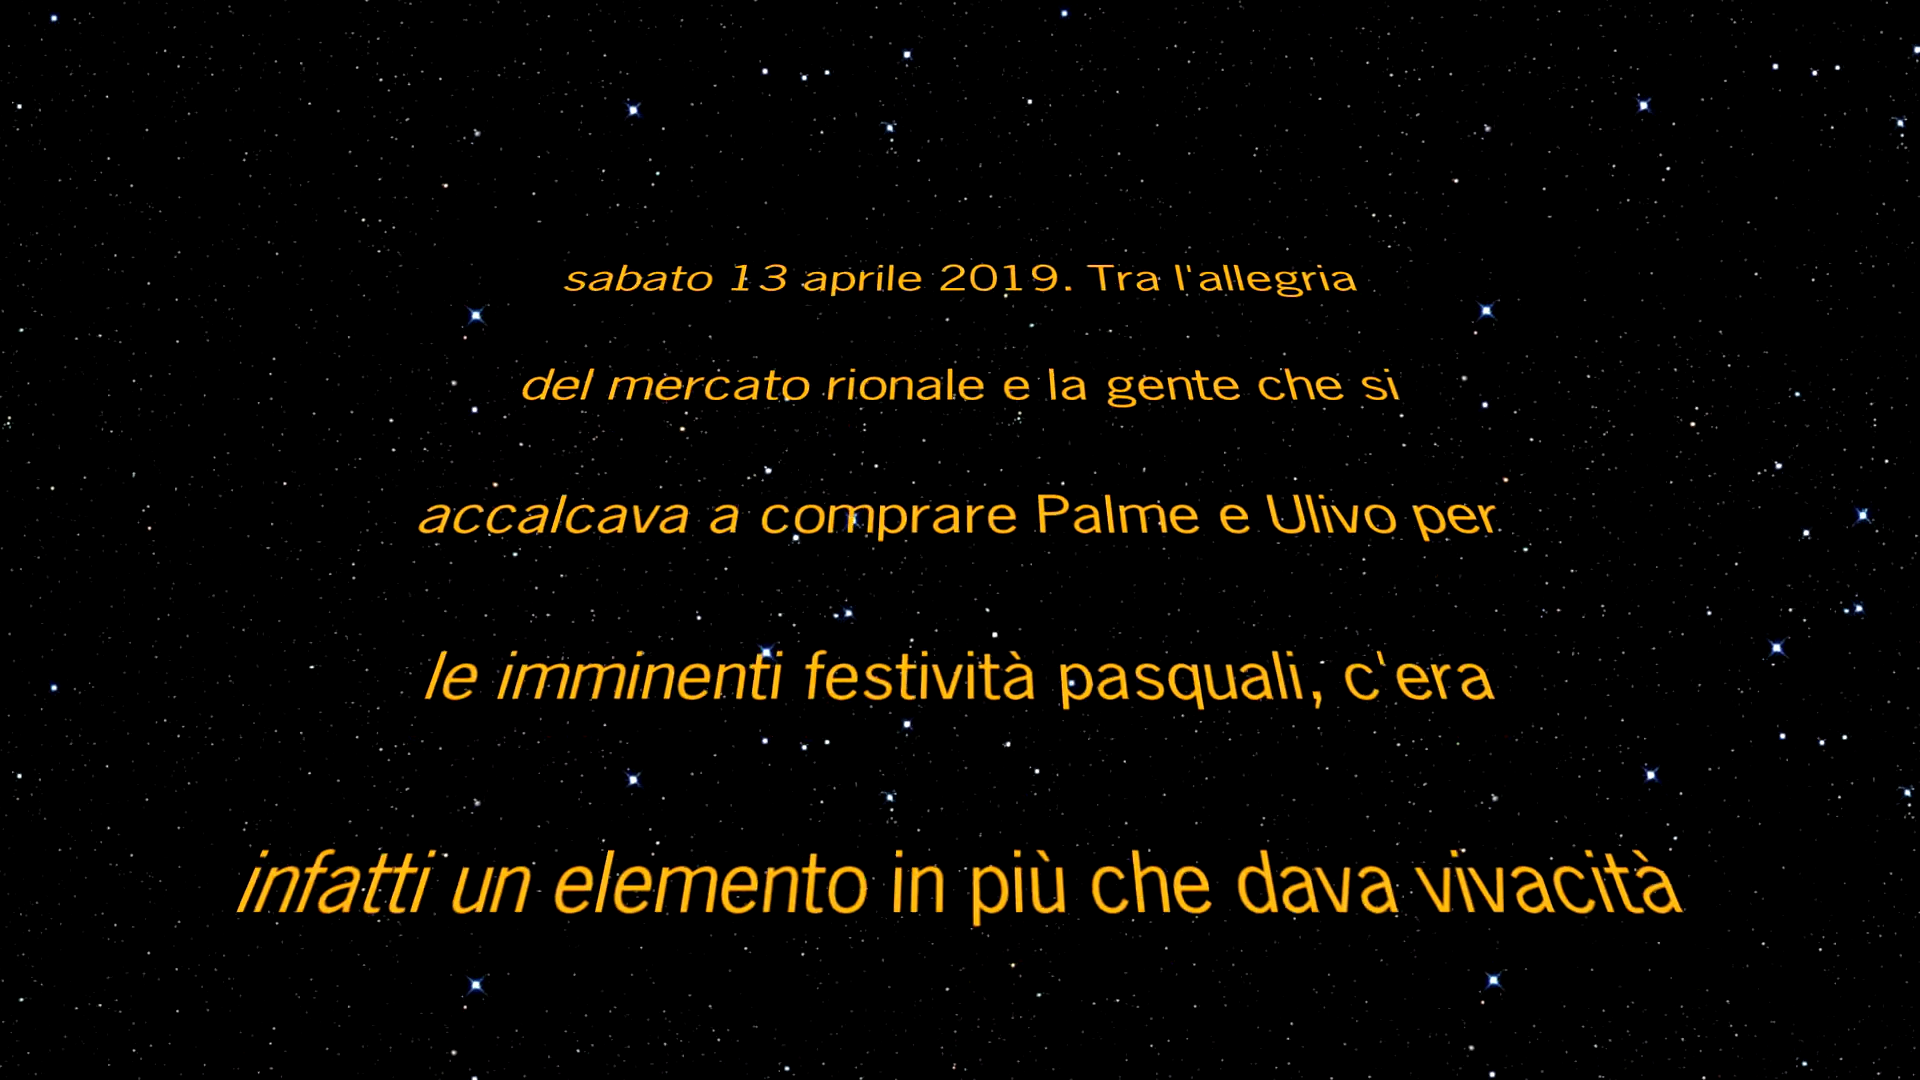 sabato 13 aprile 2019. Tra l'allegria
del mercato rionale e la gente che si
accalcava a comprare Palme e Ulivo per
le imminenti festività pasquali, c'era
infatti un elemento in più che dava vivacità